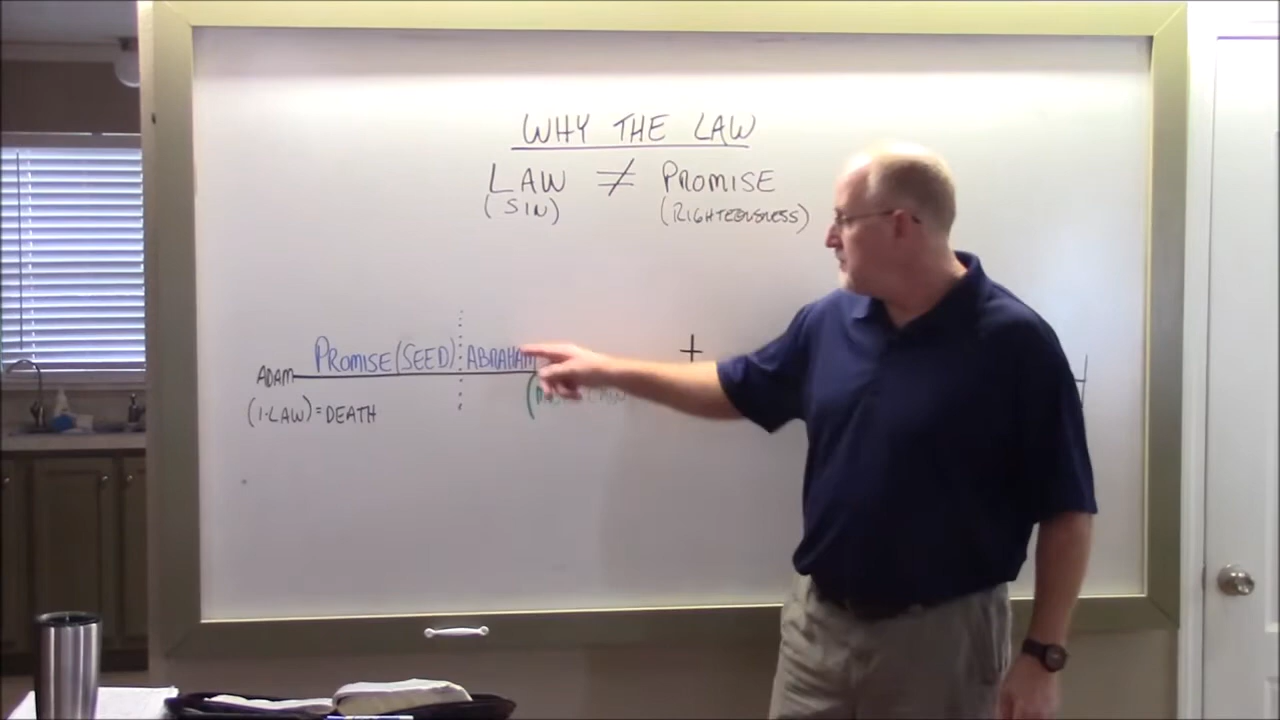 WHY THE LAW
LAW ≠ PROMISE
(SIN) (RIGHTEOUSNESS)
PROMISE (SEED) ABRAHAM
ADAM
(1·LAW) = DEATH